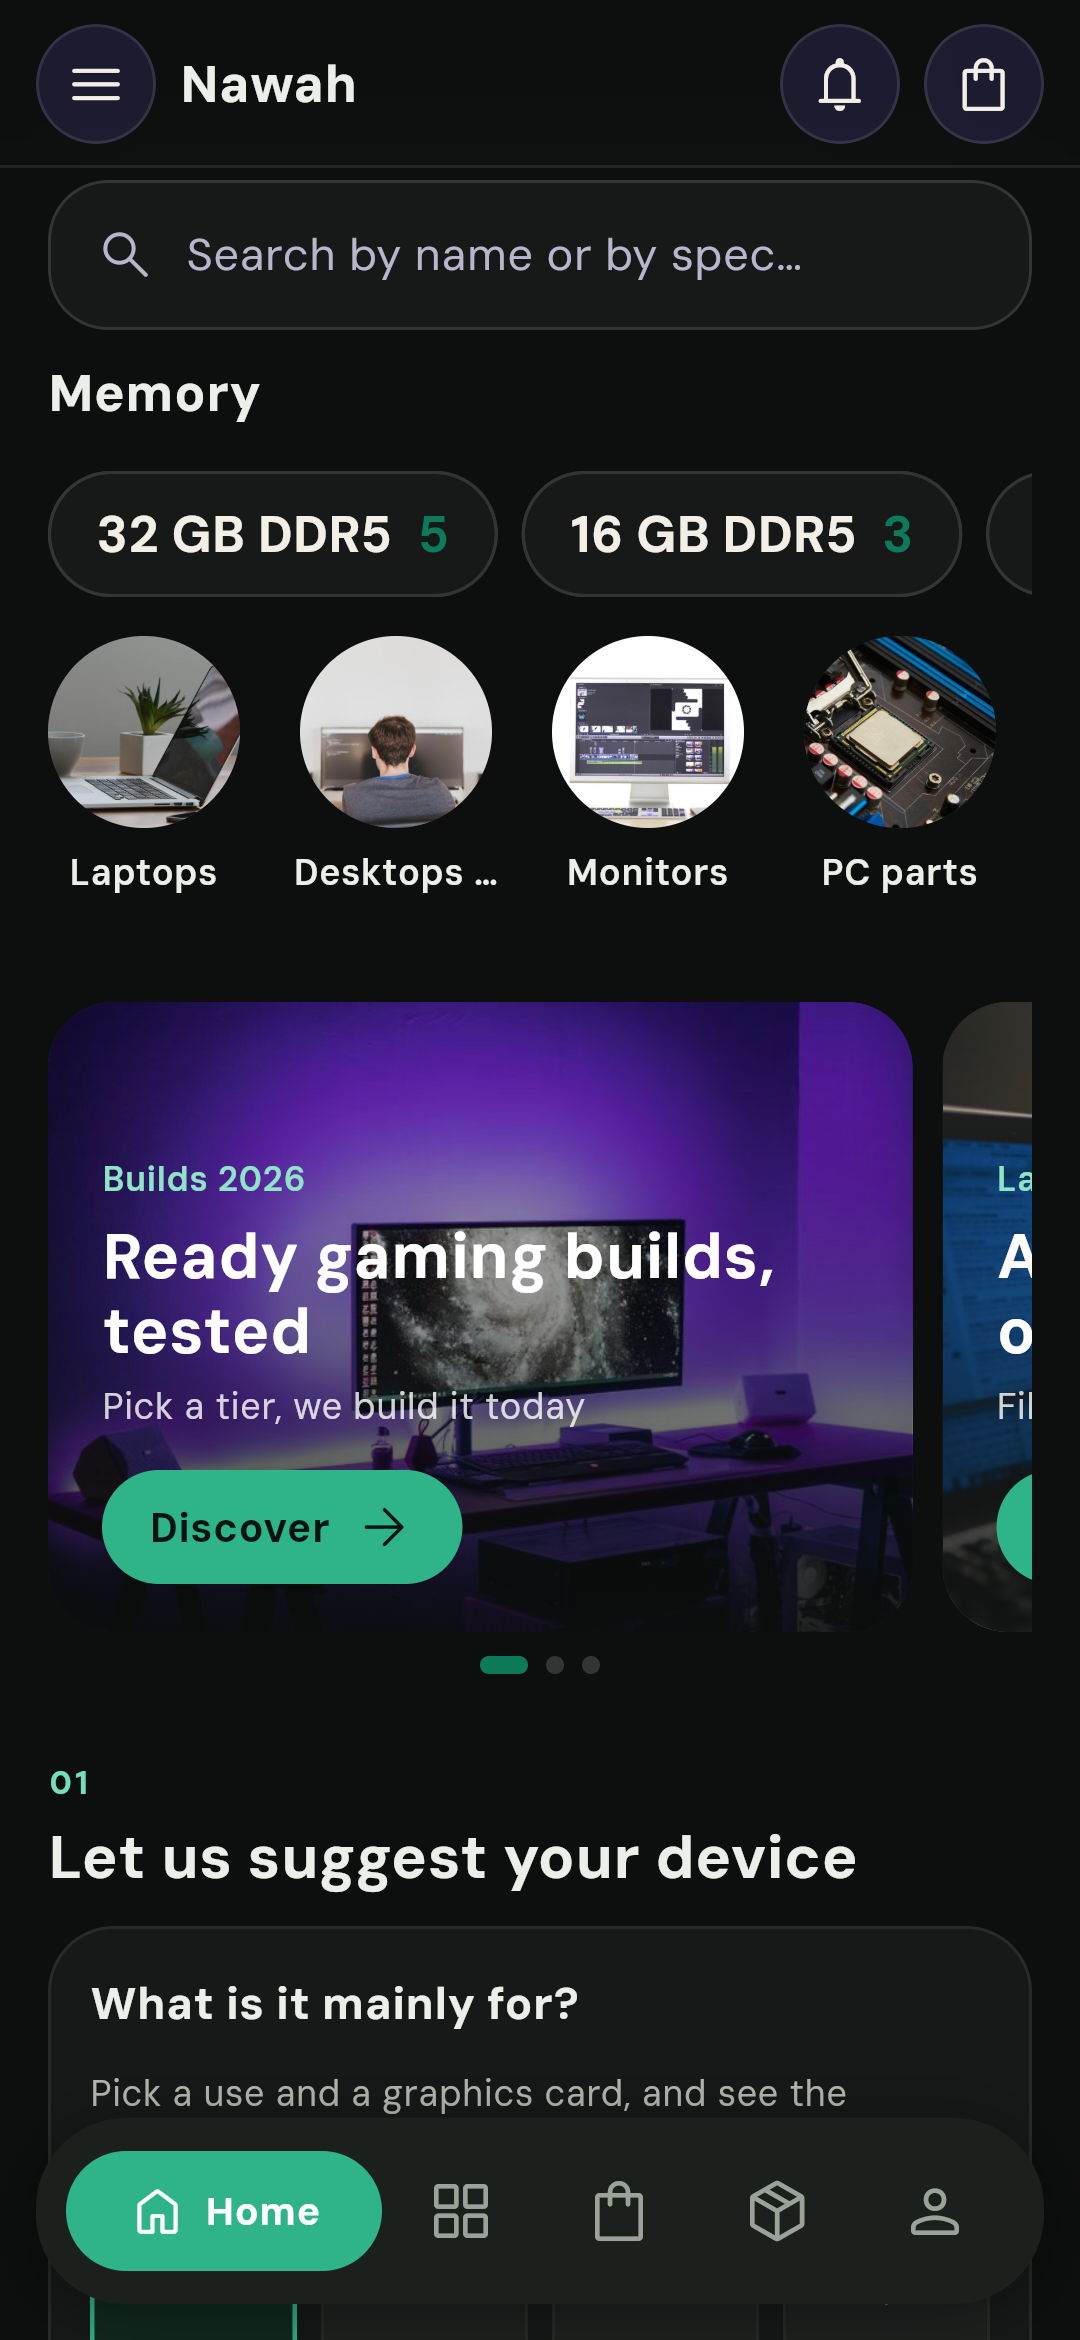 Nawah
Search by name or by spec...
Memory
32 GB DDR5 5
16 GB DDR5 3
Laptops
Desktops ...
Monitors
PC parts
Builds 2026
Ready gaming builds,
tested
Pick a tier, we build it today
Discover
La
A
o
Fil
01
Let us suggest your device
What is it mainly for?
Pick a use and a graphics card, and see the
Home